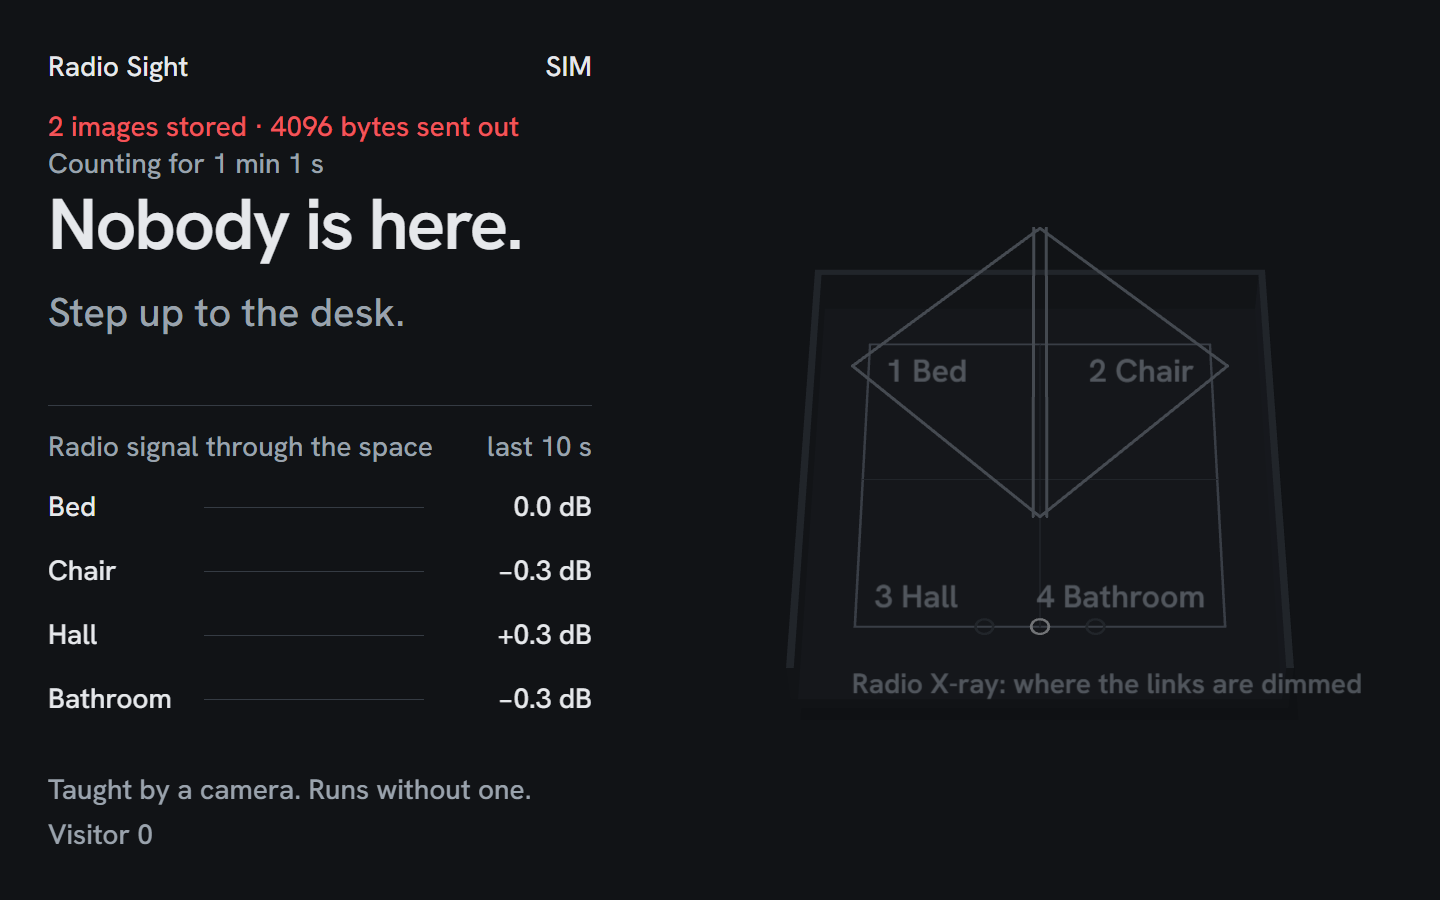 Radio Sight
SIM
2 images stored · 4096 bytes sent out
Counting for 1 min 1 s
Nobody is here.
Step up to the desk.
Radio signal through the space
last 10 s
Bed
0.0 dB
Chair
−0.3 dB
Hall
+0.3 dB
Bathroom
−0.3 dB
Taught by a camera. Runs without one.
Visitor 0
1 Bed
2 Chair
3 Hall
4 Bathroom
Radio X-ray: where the links are dimmed